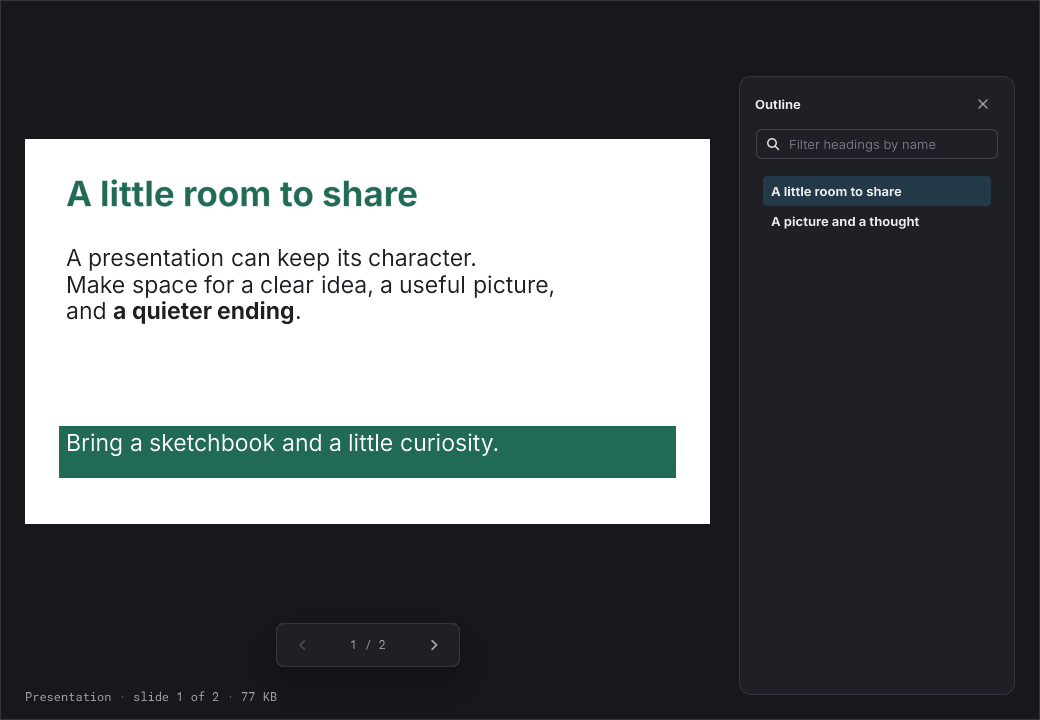 A little room to share
A presentation can keep its character.
Make space for a clear idea, a useful picture,
and a quieter ending.
Bring a sketchbook and a little curiosity.
1 / 2
Presentation · slide 1 of 2 · 77 KB
Outline
Filter headings by name
A little room to share
A picture and a thought